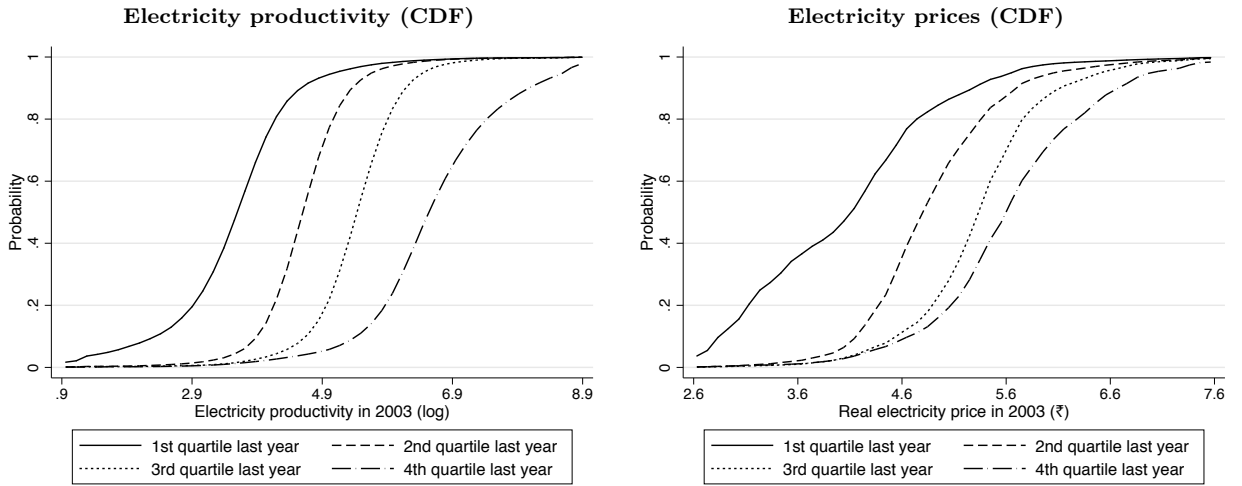 Electricity productivity (CDF)
Probability
0
.2
.4
.6
.8
1
.9
2.9
4.9
6.9
8.9
Electricity productivity in 2003 (log)
1st quartile last year
2nd quartile last year
3rd quartile last year
4th quartile last year
Electricity prices (CDF)
Probability
0
.2
.4
.6
.8
1
2.6
3.6
4.6
5.6
6.6
7.6
Real electricity price in 2003 (₹)
1st quartile last year
2nd quartile last year
3rd quartile last year
4th quartile last year